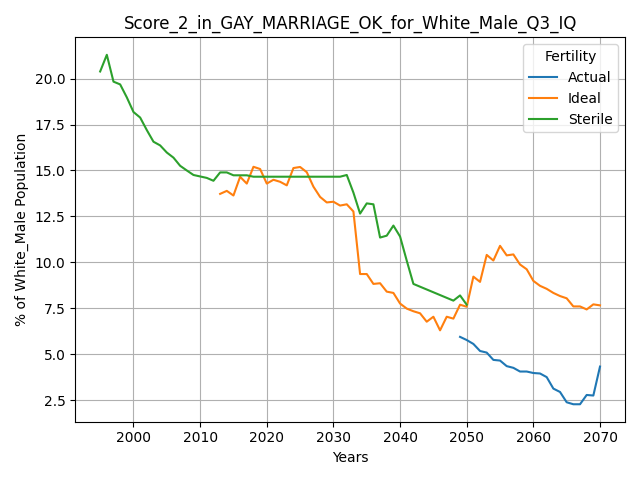 Score_2_in_GAY_MARRIAGE_OK_for_White_Male_Q3_IQ
% of White_Male Population
20.0
17.5
15.0
12.5
10.0
7.5
5.0
2.5
Fertility
Actual
Ideal
Sterile
2000 2010 2020 2030 2040 2050 2060 2070
Years